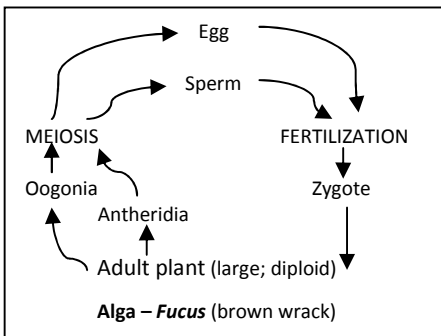 Egg
Sperm
MEIOSIS FERTILIZATION
Oogonia Zygote
Antheridia
Adult plant (large; diploid)
Alga – Fucus (brown wrack)